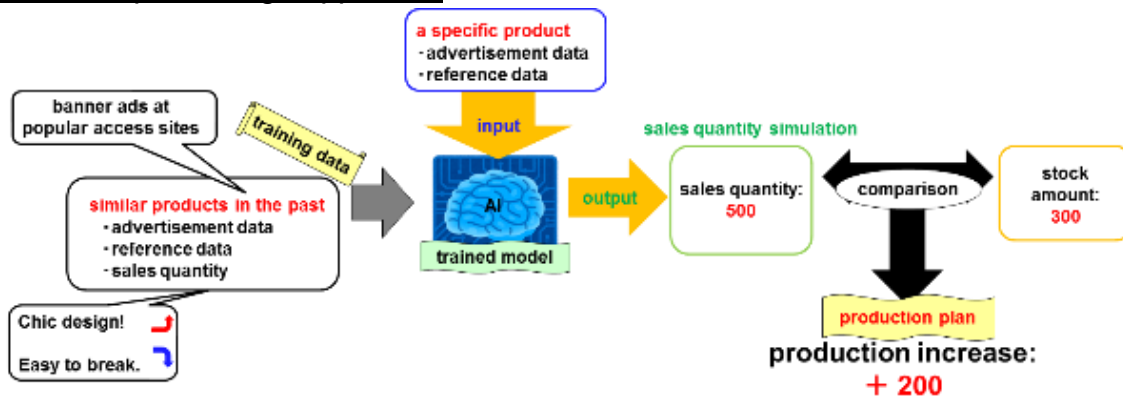 a specific product
- advertisement data
- reference data
banner ads at
popular access sites
training data
input
sales quantity simulation
similar products in the past
- advertisement data
- reference data
- sales quantity
AI
trained model
output
sales quantity:
500
comparison
stock
amount:
300
Chic design!
Easy to break.
production plan
production increase:
+ 200